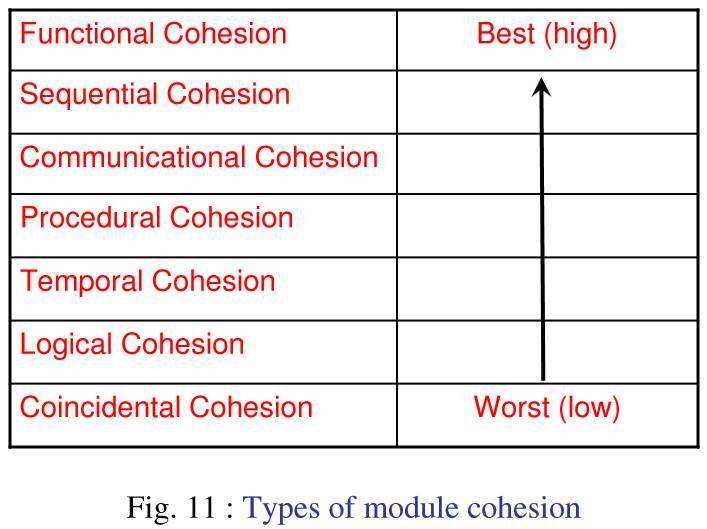 Functional Cohesion Best (high)
Sequential Cohesion
Communicational Cohesion
Procedural Cohesion
Temporal Cohesion
Logical Cohesion
Coincidental Cohesion Worst (low)
Fig. 11 : Types of module cohesion